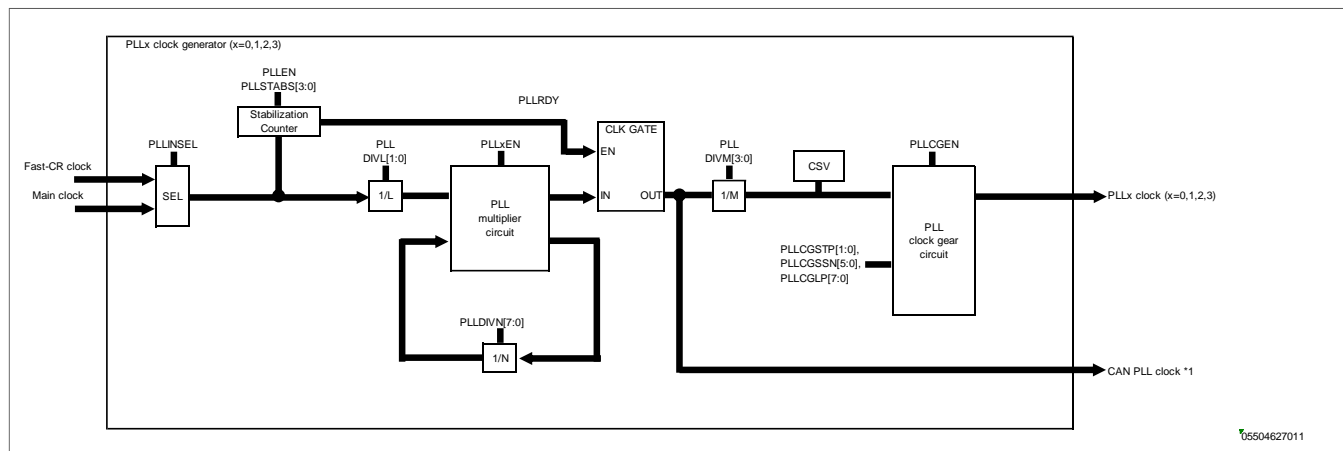 PLLx clock generator (x=0,1,2,3)
PLLEN
PLLSTABS[3:0]
Stabilization
Counter
PLLRDY
Fast-CR clock
Main clock
PLLINSEL
SEL
PLL
DIVL[1:0]
1/L
PLLxEN
PLL
multiplier
circuit
PLLDIVN[7:0]
1/N
CLK GATE
EN
IN
OUT
PLL
DIVM[3:0]
1/M
CSV
PLLCGEN
PLL
clock gear
circuit
PLLCGSTP[1:0],
PLLCGSSN[5:0],
PLLCGLP[7:0]
PLLx clock (x=0,1,2,3)
CAN PLL clock *1
05504627011